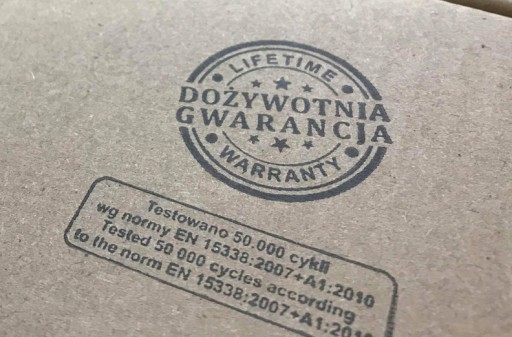 LIFETIME
DOŻYWOTNIA
GWARANCJA
WARRANTY
Testowano 50.000 cykli
wg normy EN 15338:2007+A1:2010
Tested 50 000 cycles according
to the norm EN 15338:2007+A1:2010